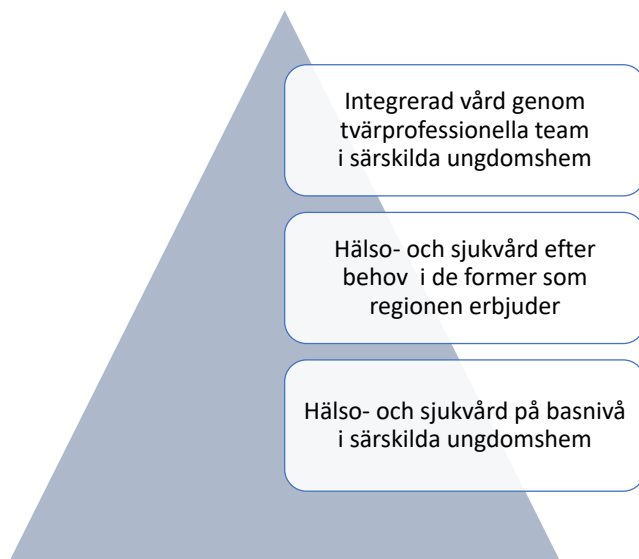 Integrerad vård genom
tvärprofessionella team
i särskilda ungdomshem
Hälso- och sjukvård efter
behov i de former som
regionen erbjuder
Hälso- och sjukvård på basnivå
i särskilda ungdomshem